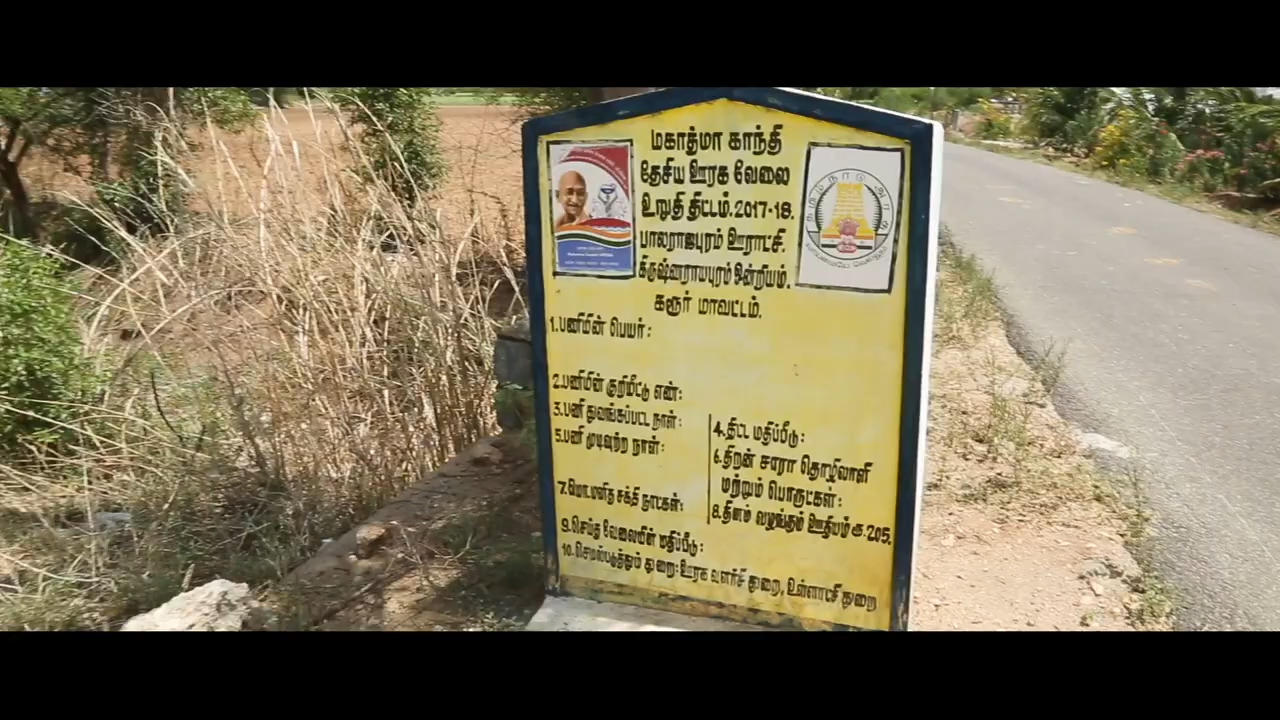 மகாத்மா காந்தி
தேசிய ஊரக வேலை
உறுதி திட்டம்.2017-18.
பாலராஜபுரம் ஊராட்சி.
கிருஷ்ணராயபுரம் ஒன்றியம்.
கரூர் மாவட்டம்.
1.பணியின் பெயர்:
2.பணியின் குறியீட்டு எண்:
3.பணி துவங்கப்பட்ட நாள்:
4.திட்ட மதிப்பீடு:
5.பணி முடிவுற்ற நாள்:
6.திறன் சாரா தொழிலாளி
மற்றும் பொருட்கள்:
7.மொ.மனித சக்தி நாட்கள்:
8.தினம் வழங்கும் ஊதியம் ரூ.205.
9.செய்த வேலையின் மதிப்பீடு:
10.செயல்படுத்தும் துறை:ஊரக வளர்ச்சி துறை, உள்ளாட்சி துறை
தமிழ்நாடு அரசு